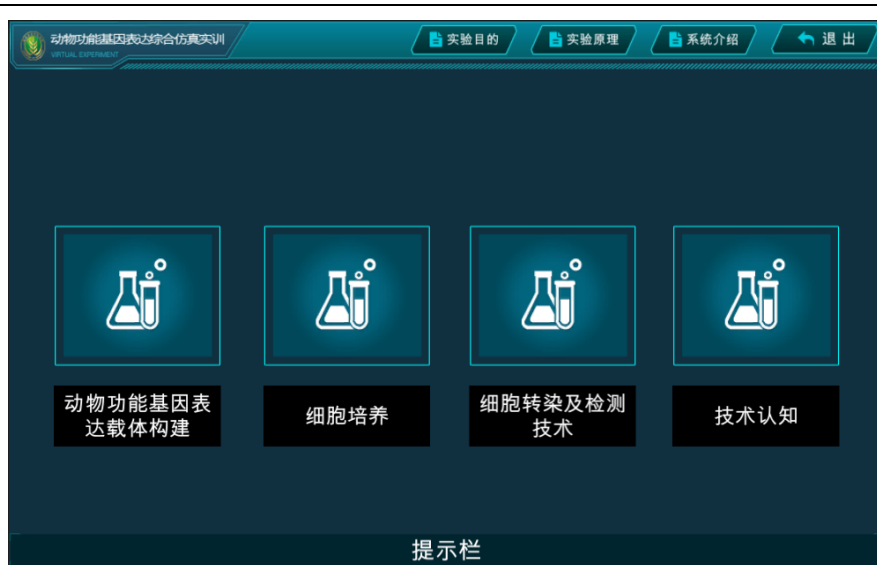 动物功能基因表达综合仿真实训
VIRTUAL EXPERIMENT
实验目的
实验原理
系统介绍
退出
动物功能基因表
达载体构建
细胞培养
细胞转染及检测
技术
技术认知
提示栏